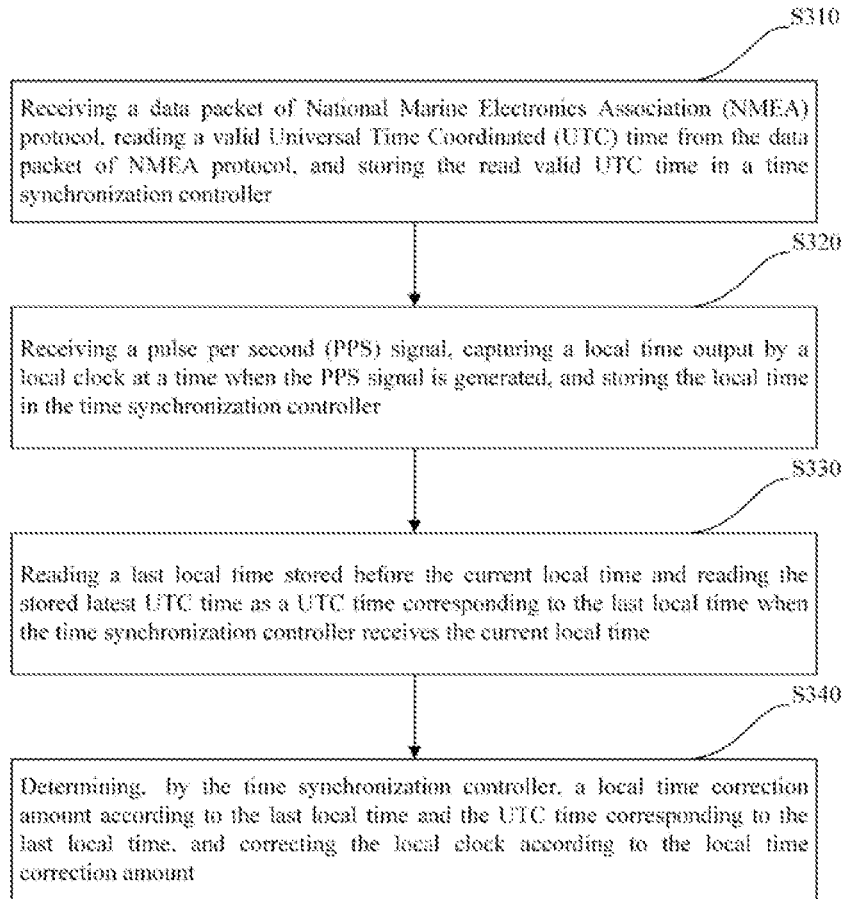 S310
Receiving a data packet of National Marine Electronics Association (NMEA)
protocol, reading a valid Universal Time Coordinated (UTC) time from the data
packet of NMEA protocol, and storing the read valid UTC time in a time
synchronization controller
S320
Receiving a pulse per second (PPS) signal, capturing a local time output by a
local clock at a time when the PPS signal is generated, and storing the local time
in the time synchronization controller
S330
Reading a last local time stored before the current local time and reading the
stored latest UTC time as a UTC time corresponding to the last local time when
the time synchronization controller receives the current local time
S340
Determining, by the time synchronization controller, a local time correction
amount according to the last local time and the UTC time corresponding to the
last local time, and correcting the local clock according to the local time
correction amount